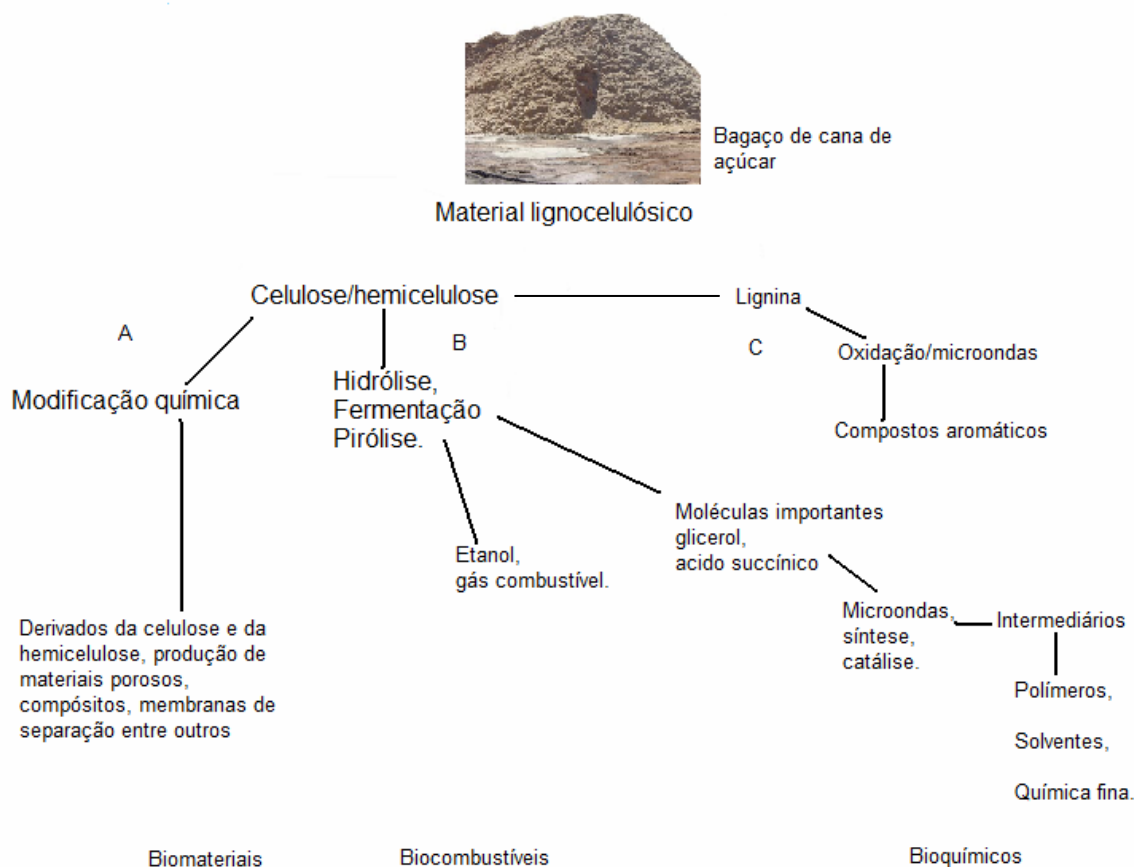 Bagaço de cana de
açúcar
Material lignocelulósico
Celulose/hemicelulose
Lignina
A
B
C
Oxidação/microondas
Modificação química
Hidrólise,
Fermentação
Pirólise.
Compostos aromáticos
Etanol,
gás combustível.
Moléculas importantes
glicerol,
acido succínico
Microondas,
síntese,
catálise.
Intermediários
Derivados da celulose e da
hemicelulose, produção de
materiais porosos,
compósitos, membranas de
separação entre outros
Polímeros,
Solventes,
Química fina.
Biomateriais
Biocombustíveis
Bioquímicos